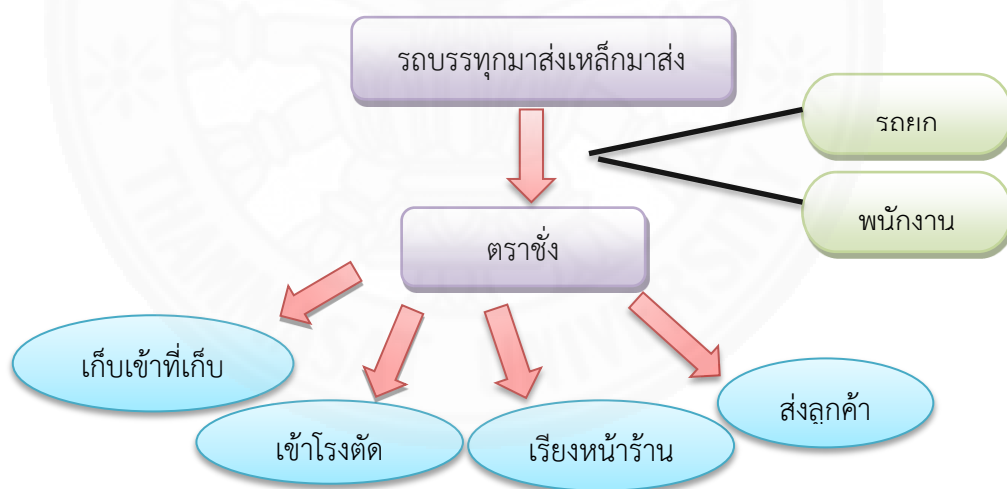 รถบรรทุกมาส่งเหล็กมาส่ง
รถยก
พนักงาน
ตราชั่ง
เก็บเข้าที่เก็บ
เข้าโรงตัด
เรียงหน้าร้าน
ส่งลูกค้า